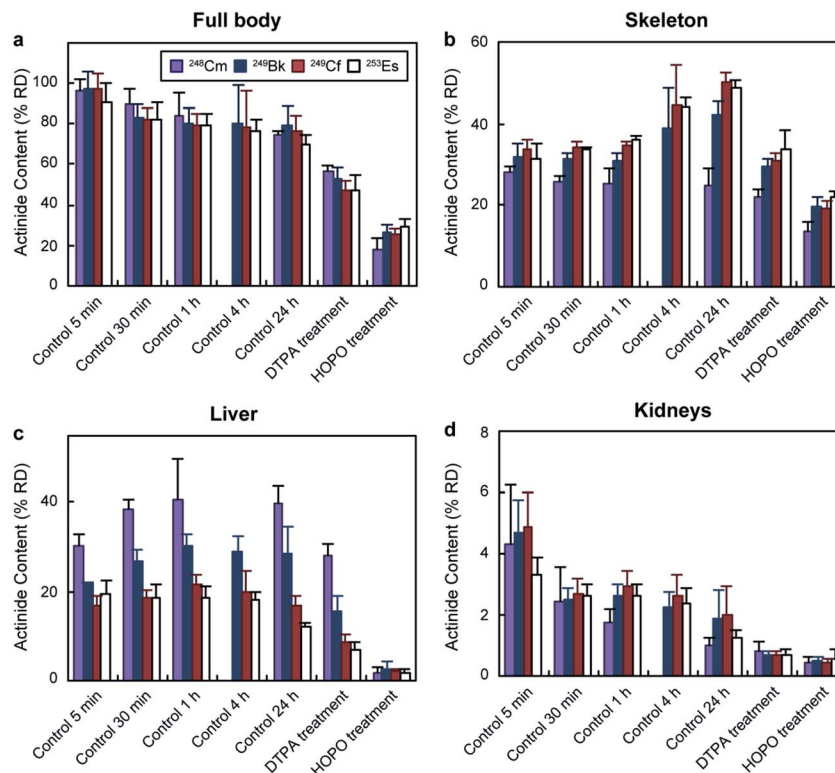 Full body
a
Actinide Content (% RD)
100
80
60
40
20
0
²⁴⁸Cm ²⁴⁹Bk ²⁴⁹Cf ²⁵³Es
Control 5 min
Control 30 min
Control 1 h
Control 4 h
Control 24 h
DTPA treatment
HOPO treatment
Skeleton
b
Actinide Content (% RD)
60
40
20
0
Control 5 min
Control 30 min
Control 1 h
Control 4 h
Control 24 h
DTPA treatment
HOPO treatment
Liver
c
Actinide Content (% RD)
40
20
0
Control 5 min
Control 30 min
Control 1 h
Control 4 h
Control 24 h
DTPA treatment
HOPO treatment
Kidneys
d
Actinide Content (% RD)
8
6
4
2
0
Control 5 min
Control 30 min
Control 1 h
Control 4 h
Control 24 h
DTPA treatment
HOPO treatment